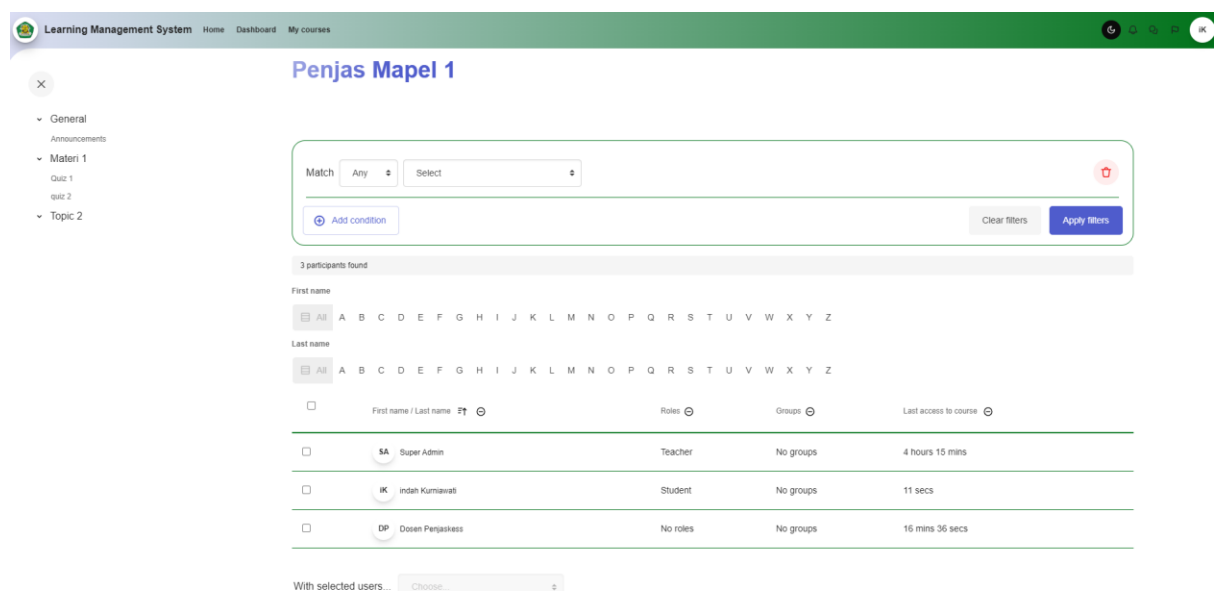 Learning Management System Home Dashboard My courses iK
Penjas Mapel 1
General
Announcements
Materi 1
Quiz 1
quiz 2
Topic 2
Match Any Select
Add condition Clear filters Apply filters
3 participants found
First name
All A B C D E F G H I J K L M N O P Q R S T U V W X Y Z
Last name
All A B C D E F G H I J K L M N O P Q R S T U V W X Y Z
First name / Last name Roles Groups Last access to course
SA Super Admin Teacher No groups 4 hours 15 mins
iK indah Kurniawati Student No groups 11 secs
DP Dosen Penjaskess No roles No groups 16 mins 36 secs
With selected users... Choose...